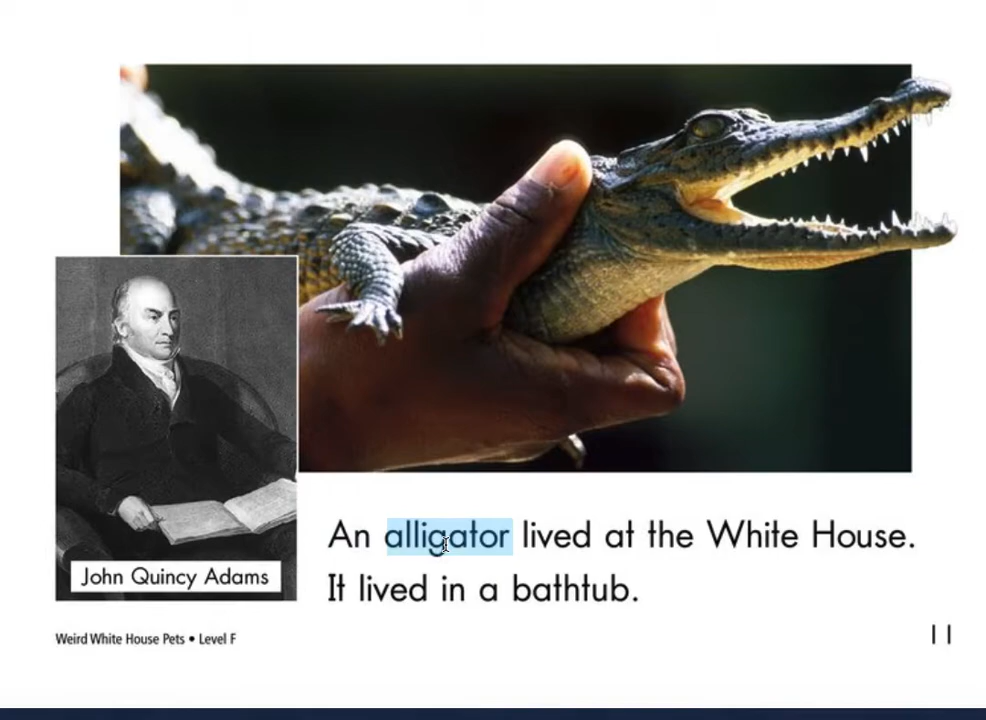 An alligator lived at the White House.
It lived in a bathtub.
John Quincy Adams
Weird White House Pets • Level F
11